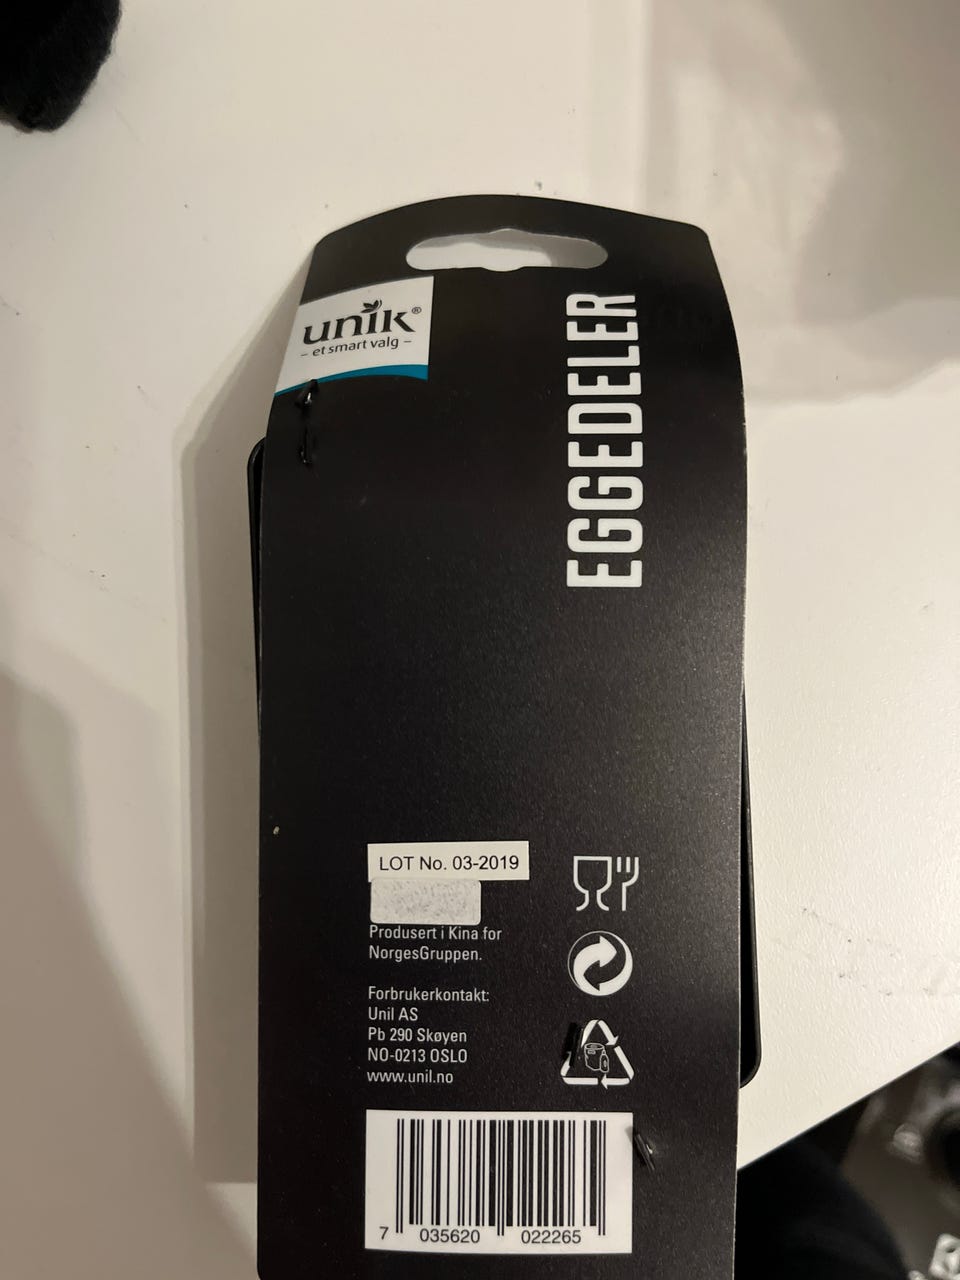 unik®
– et smart valg –
EGGEDELER
LOT No. 03-2019
Produsert i Kina for
NorgesGruppen.
Forbrukerkontakt:
Unil AS
Pb 290 Skøyen
NO-0213 OSLO
www.unil.no
7 035620 022265